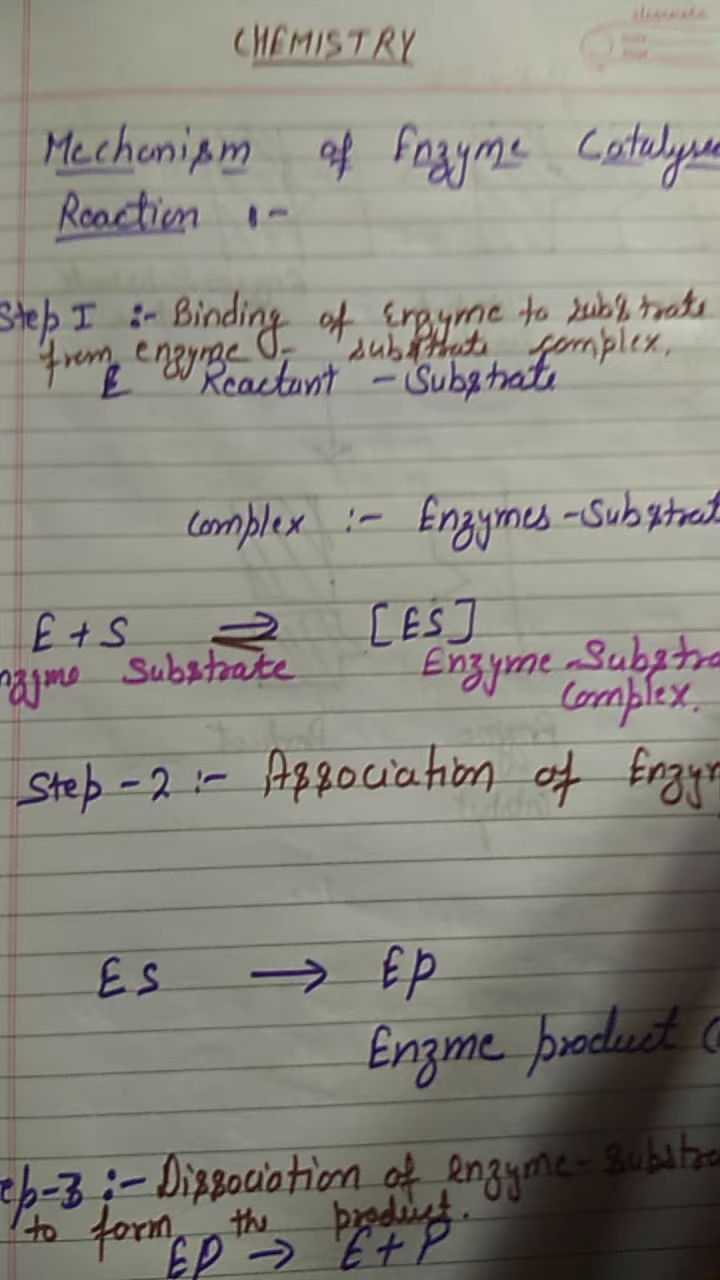 CHEMISTRY
Mechanism of Enzyme Catalyse
Reaction :-
Step I :- Binding of Enzyme to substrate
from enzyme - substrate complex.
E Reactant - Substrate
Complex :- Enzymes - Substrat
E + S ⇌ [ES]
nzyme Substrate Enzyme - Substra
Complex.
Step - 2 :- Association of Enzy
ES → EP
Enzme product
ep-3 :- Dissociation of enzyme - substra
to form the product.
EP → E + P